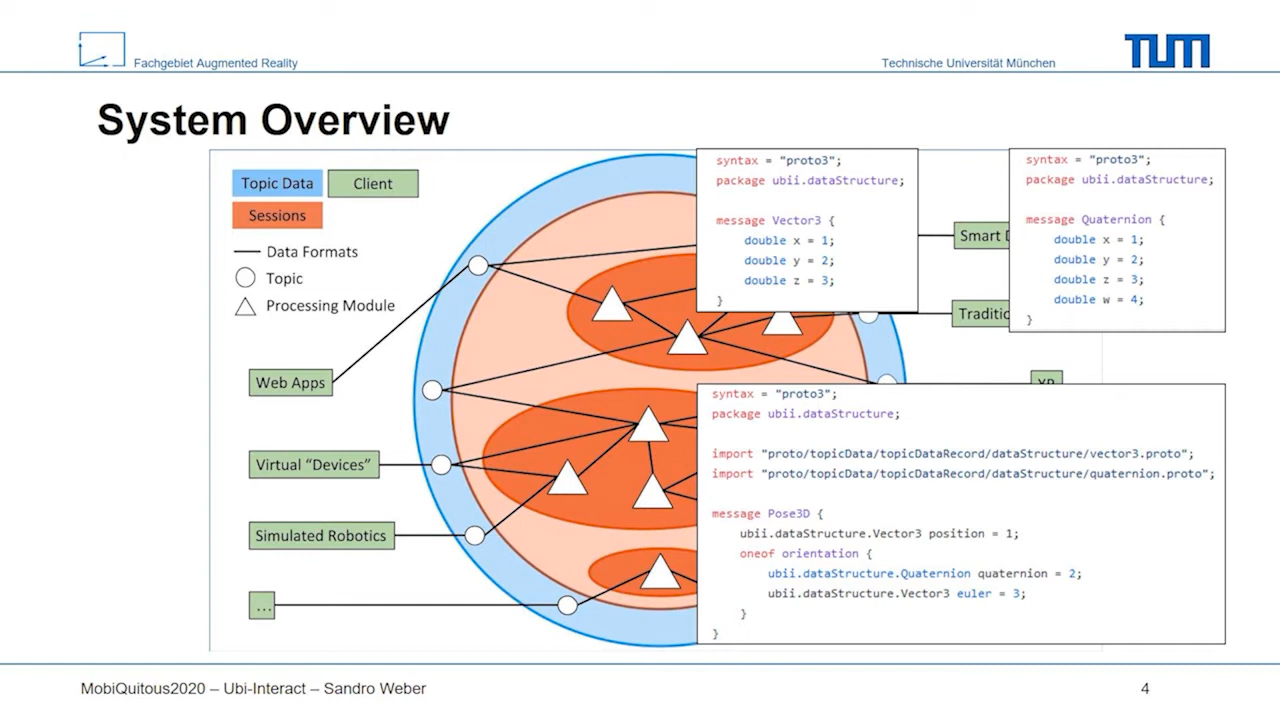 Fachgebiet Augmented Reality
Technische Universität München
TUM
System Overview
Topic Data
Client
Sessions
Data Formats
Topic
Processing Module
Web Apps
Virtual “Devices”
Simulated Robotics
...
syntax = "proto3";
package ubii.dataStructure;
message Vector3 {
double x = 1;
double y = 2;
double z = 3;
}
Smart D
Traditio
XR
syntax = "proto3";
package ubii.dataStructure;
message Quaternion {
double x = 1;
double y = 2;
double z = 3;
double w = 4;
}
syntax = "proto3";
package ubii.dataStructure;
import "proto/topicData/topicDataRecord/dataStructure/vector3.proto";
import "proto/topicData/topicDataRecord/dataStructure/quaternion.proto";
message Pose3D {
ubii.dataStructure.Vector3 position = 1;
oneof orientation {
ubii.dataStructure.Quaternion quaternion = 2;
ubii.dataStructure.Vector3 euler = 3;
}
}
MobiQuitous2020 – Ubi-Interact – Sandro Weber
4